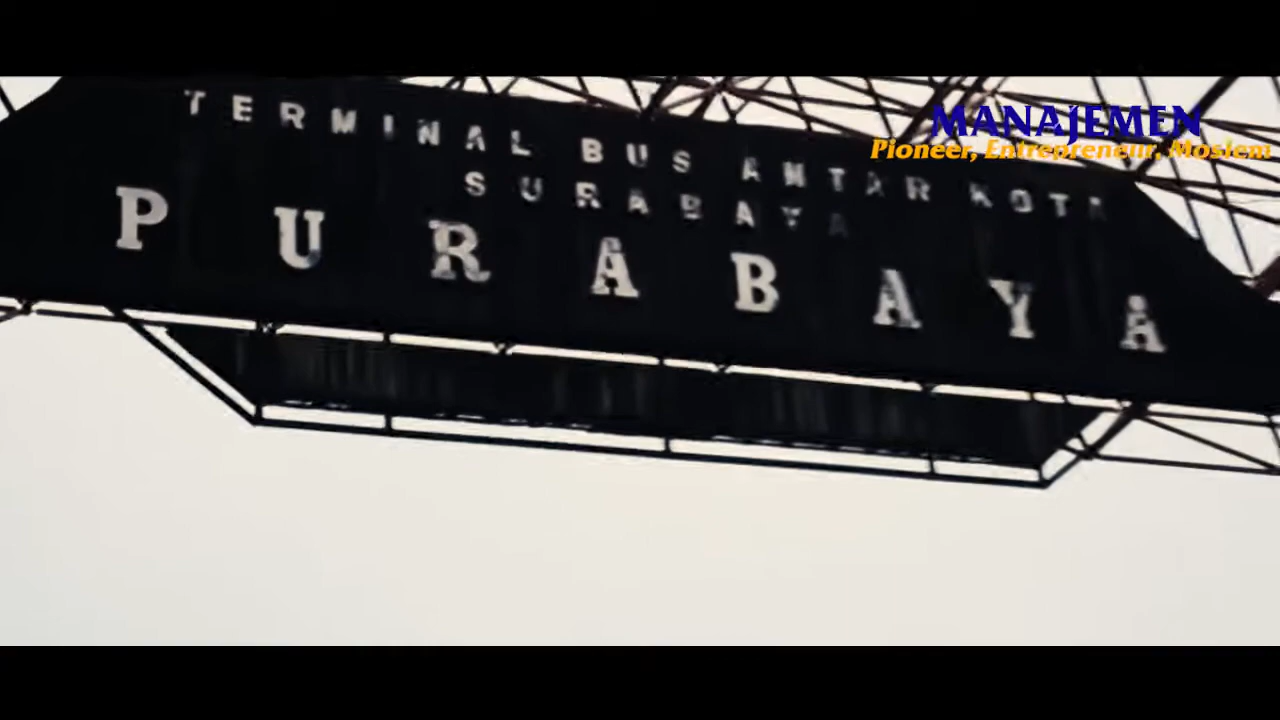 TERMINAL BUS ANTAR KOTA
SURABAYA
PURABAYA
MANAJEMEN
Pioneer, Entrepreneur, Moslem